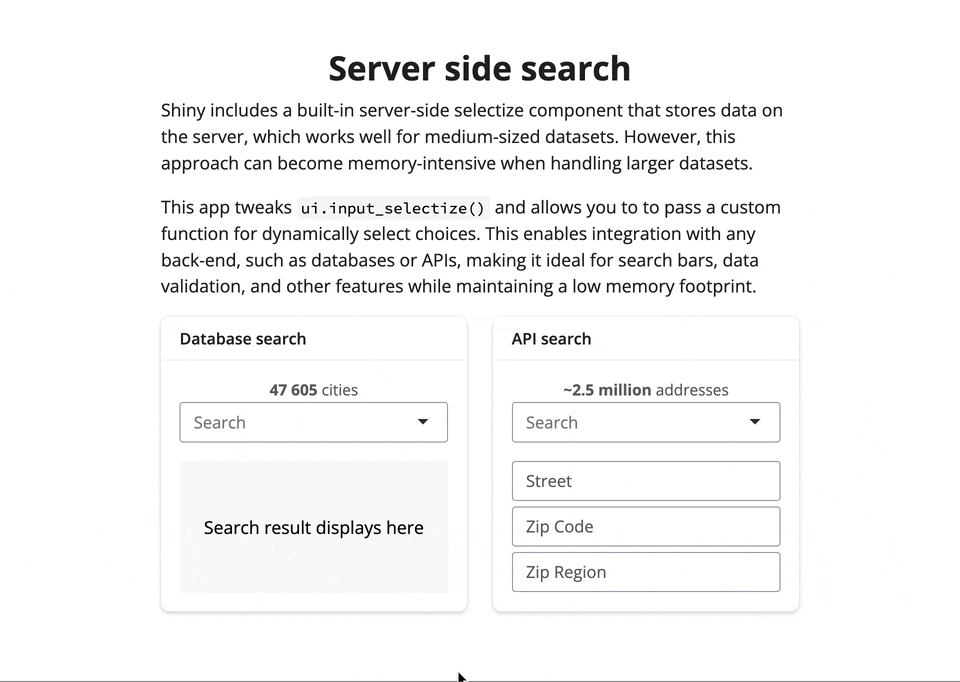 Server side search
Shiny includes a built-in server-side selectize component that stores data on
the server, which works well for medium-sized datasets. However, this
approach can become memory-intensive when handling larger datasets.
This app tweaks ui.input_selectize() and allows you to to pass a custom
function for dynamically select choices. This enables integration with any
back-end, such as databases or APIs, making it ideal for search bars, data
validation, and other features while maintaining a low memory footprint.
Database search
47 605 cities
Search
Search result displays here
API search
~2.5 million addresses
Search
Street
Zip Code
Zip Region